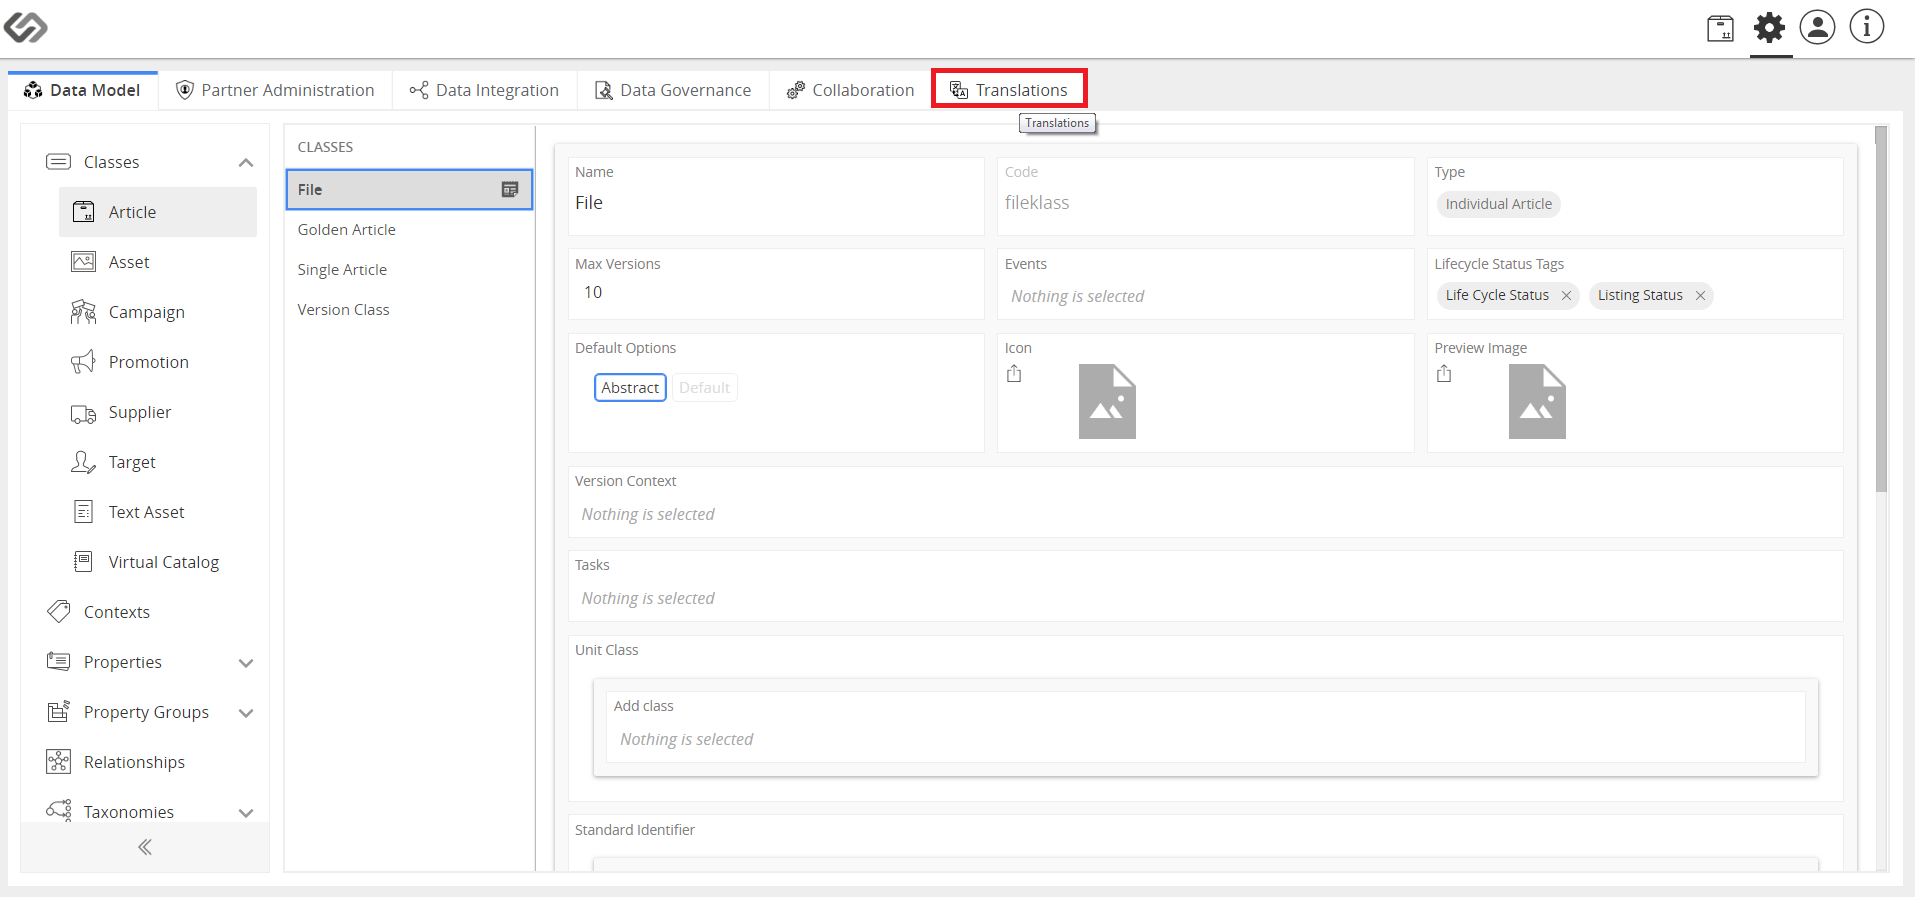 Data Model
Partner Administration
Data Integration
Data Governance
Collaboration
Translations
Translations
Classes
Article
Asset
Campaign
Promotion
Supplier
Target
Text Asset
Virtual Catalog
Contexts
Properties
Property Groups
Relationships
Taxonomies
CLASSES
File
Golden Article
Single Article
Version Class
Name
File
Code
fileklass
Type
Individual Article
Max Versions
10
Events
Nothing is selected
Lifecycle Status Tags
Life Cycle Status
Listing Status
Default Options
Abstract
Default
Icon
Preview Image
Version Context
Nothing is selected
Tasks
Nothing is selected
Unit Class
Add class
Nothing is selected
Standard Identifier